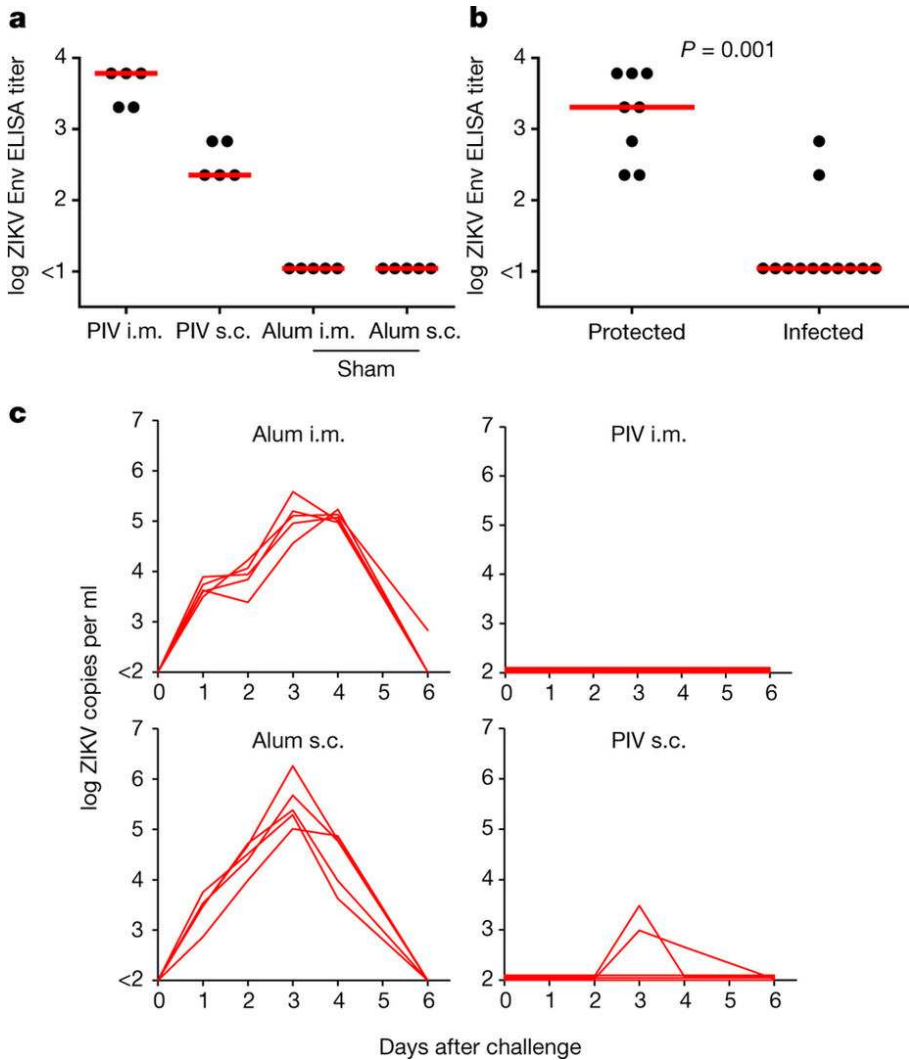 a
log ZIKV Env ELISA titer
4
3
2
<1
PIV i.m. PIV s.c. Alum i.m. Alum s.c.
Sham
b
P = 0.001
log ZIKV Env ELISA titer
4
3
2
<1
Protected Infected
c
log ZIKV copies per ml
Alum i.m.
7
6
5
4
3
<2
0 1 2 3 4 5 6
PIV i.m.
7
6
5
4
3
2
0 1 2 3 4 5 6
Alum s.c.
7
6
5
4
3
<2
0 1 2 3 4 5 6
PIV s.c.
7
6
5
4
3
2
0 1 2 3 4 5 6
Days after challenge